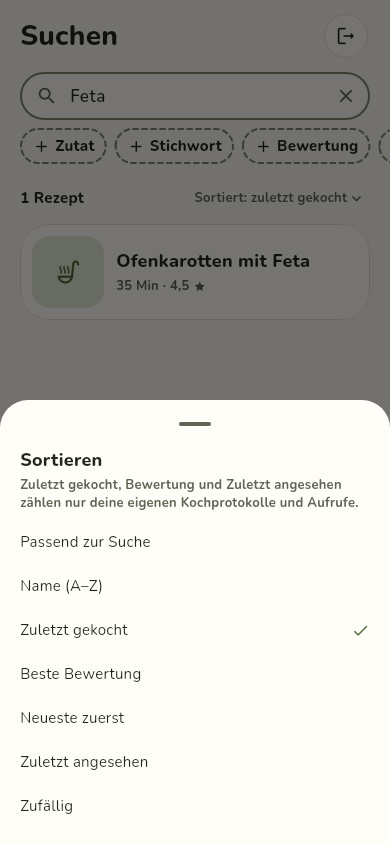 Suchen
Feta
Zutat
Stichwort
Bewertung
1 Rezept
Sortiert: zuletzt gekocht
Ofenkarotten mit Feta
35 Min · 4,5 ★
Sortieren
Zuletzt gekocht, Bewertung und Zuletzt angesehen
zählen nur deine eigenen Kochprotokolle und Aufrufe.
Passend zur Suche
Name (A–Z)
Zuletzt gekocht
Beste Bewertung
Neueste zuerst
Zuletzt angesehen
Zufällig